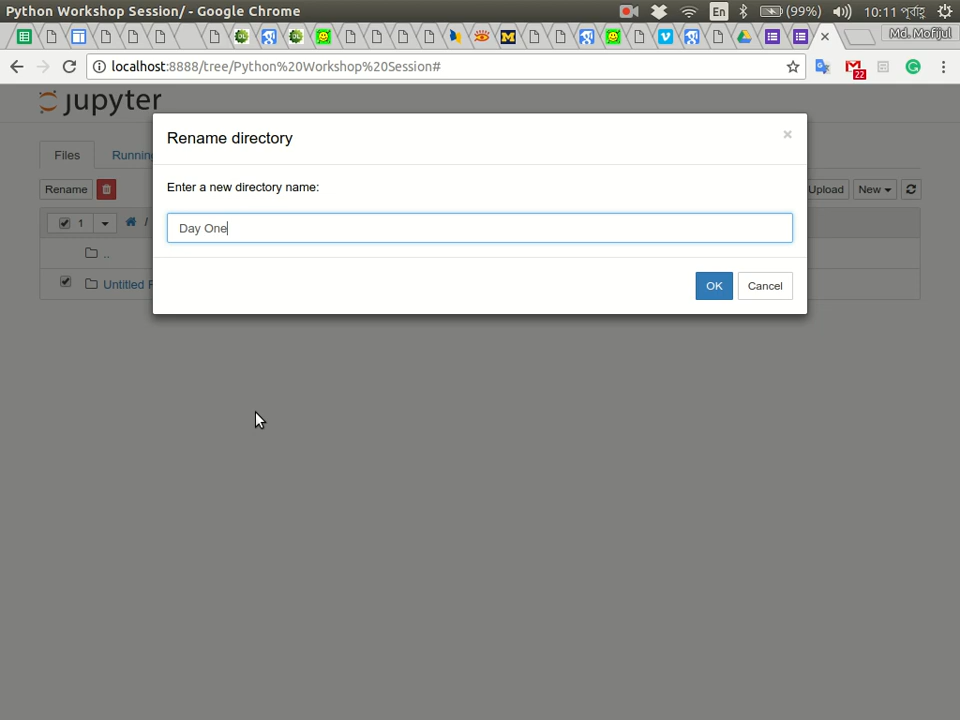 Python Workshop Session/ - Google Chrome
En
(99%)
10:11 পূর্বাহ্ন
Md. Mofijul
localhost:8888/tree/Python%20Workshop%20Session#
22
jupyter
Rename directory
×
Files
Running
Enter a new directory name:
Rename
Upload
New
1
/
Day One
..
Untitled F
OK
Cancel